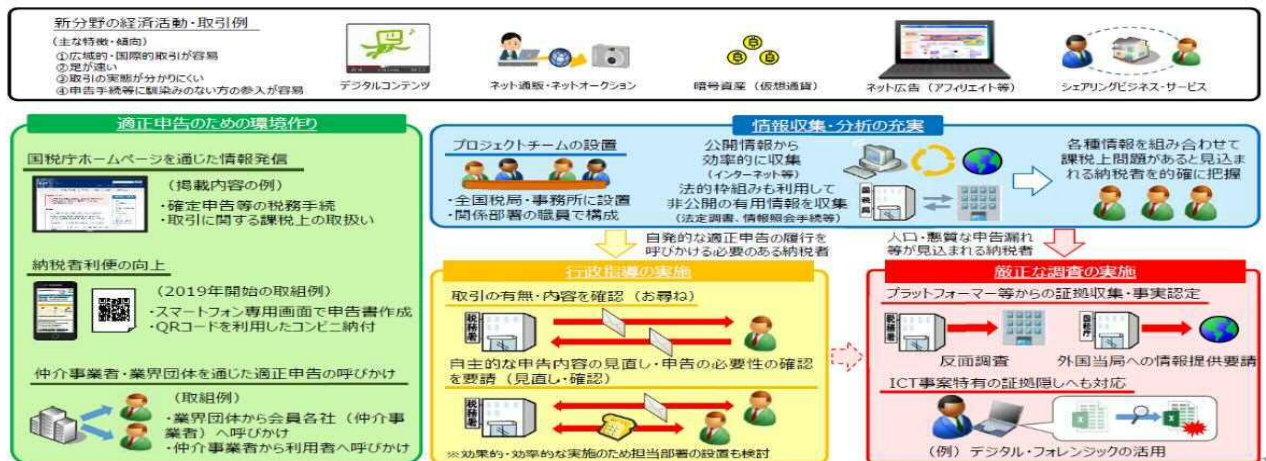 新分野の経済活動・取引例
（主な特徴・傾向）
①広域的・国際的取引が容易
②足が速い
③取引の実態が分かりにくい
④申告手続等に馴染みのない方の参入が容易
デジタルコンテンツ
ネット通販・ネットオークション
暗号資産（仮想通貨）
ネット広告（アフィリエイト等）
シェアリングビジネス・サービス
適正申告のための環境作り
国税庁ホームページを通じた情報発信
（掲載内容の例）
・確定申告等の税務手続
・取引に関する課税上の取扱い
納税者利便の向上
（2019年開始の取組例）
・スマートフォン専用画面で申告書作成
・QRコードを利用したコンビニ納付
仲介事業者・業界団体を通じた適正申告の呼びかけ
（取組例）
・業界団体から会員各社（仲介事
業者）へ呼びかけ
・仲介事業者から利用者へ呼びかけ
情報収集・分析の充実
プロジェクトチームの設置
・全国税局・事務所に設置
・関係部署の職員で構成
公開情報から
効率的に収集
（インターネット等）
法的枠組みも利用して
非公開の有用情報を収集
（法定調書、情報照会手続等）
国税局
各種情報を組み合わせて
課税上問題があると見込ま
れる納税者を的確に把握
自発的な適正申告の履行を
呼びかける必要のある納税者
大口・悪質な申告漏れ
等が見込まれる納税者
行政指導の実施
取引の有無・内容を確認（お尋ね）
税務署
自主的な申告内容の見直し・申告の必要性の確認
を要請（見直し・確認）
税務署
※効果的・効率的な実施のため担当部署の設置も検討
厳正な調査の実施
プラットフォーマー等からの証拠収集・事実認定
税務署
反面調査
国税庁
外国当局への情報提供要請
ICT事案特有の証拠隠しへも対応
（例）デジタル・フォレンジックの活用